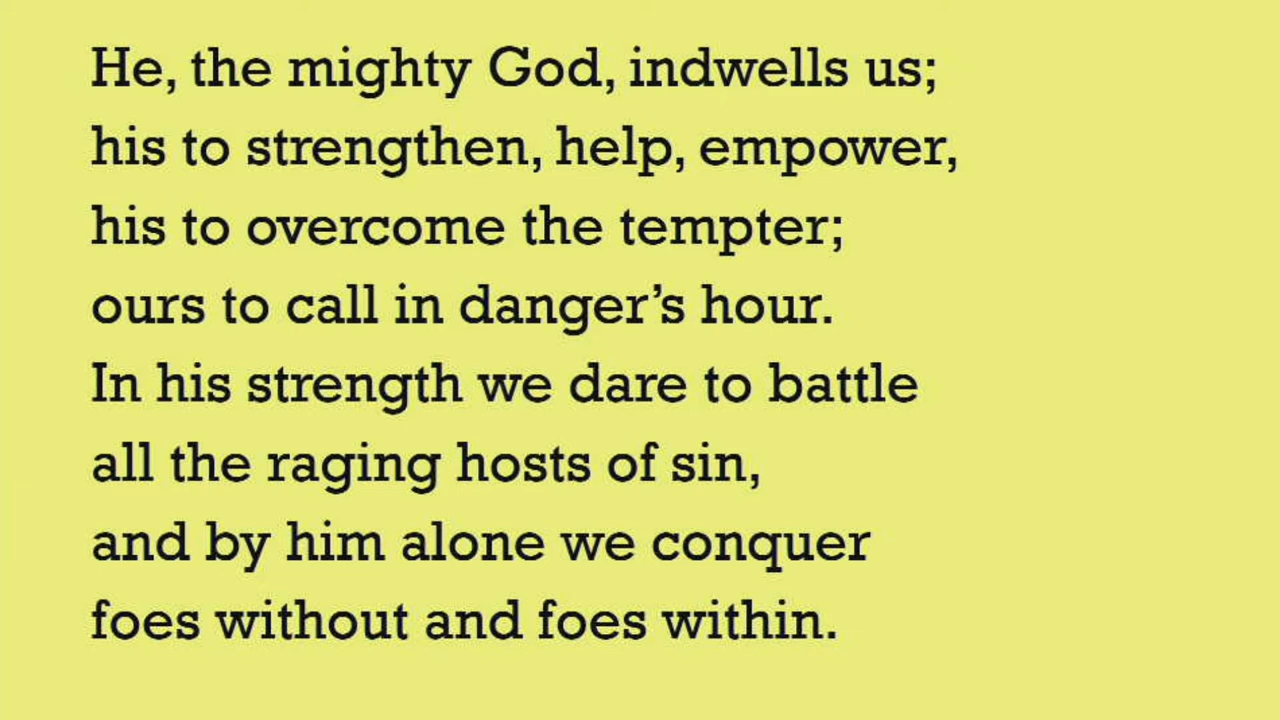 He, the mighty God, indwells us;
his to strengthen, help, empower,
his to overcome the tempter;
ours to call in danger’s hour.
In his strength we dare to battle
all the raging hosts of sin,
and by him alone we conquer
foes without and foes within.